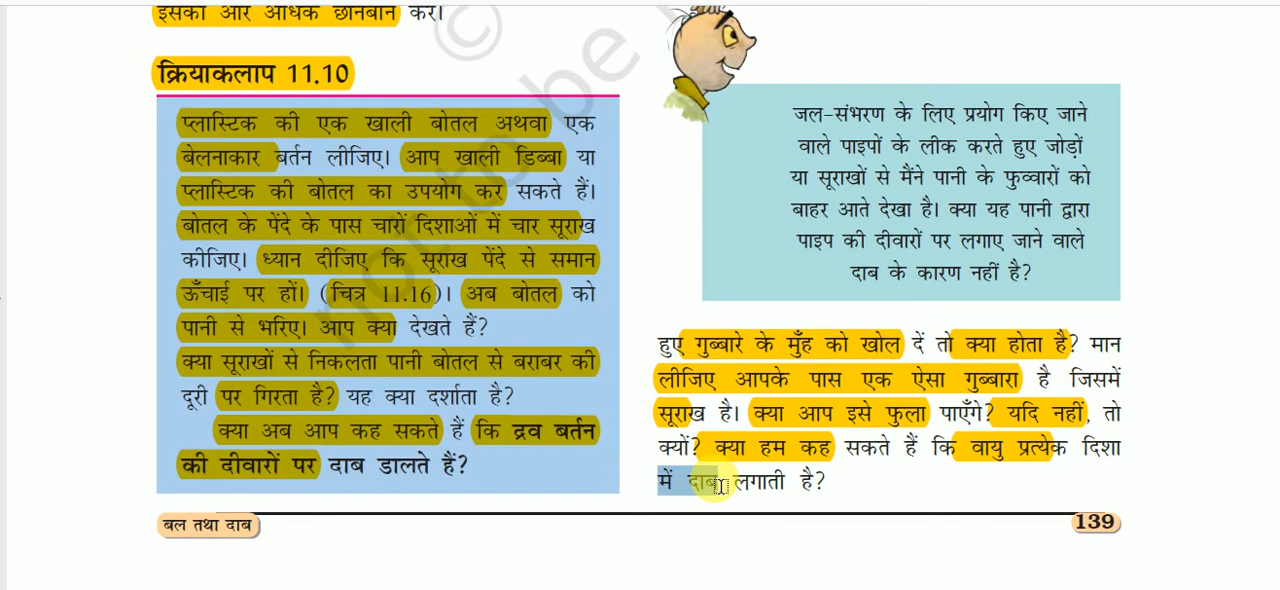 इसकी और अधिक छानबीन करें।
क्रियाकलाप 11.10
प्लास्टिक की एक खाली बोतल अथवा एक
बेलनाकार बर्तन लीजिए। आप खाली डिब्बा या
प्लास्टिक की बोतल का उपयोग कर सकते हैं।
बोतल के पेंदे के पास चारों दिशाओं में चार सूराख
कीजिए। ध्यान दीजिए कि सूराख पेंदे से समान
ऊँचाई पर हों। (चित्र 11.16)। अब बोतल को
पानी से भरिए। आप क्या देखते हैं?
क्या सूराखों से निकलता पानी बोतल से बराबर की
दूरी पर गिरता है? यह क्या दर्शाता है?
क्या अब आप कह सकते हैं कि द्रव बर्तन
की दीवारों पर दाब डालते हैं?
जल-संभरण के लिए प्रयोग किए जाने
वाले पाइपों के लीक करते हुए जोड़ों
या सूराखों से मैंने पानी के फुव्वारों को
बाहर आते देखा है। क्या यह पानी द्वारा
पाइप की दीवारों पर लगाए जाने वाले
दाब के कारण नहीं है?
हुए गुब्बारे के मुँह को खोल दें तो क्या होता है? मान
लीजिए आपके पास एक ऐसा गुब्बारा है जिसमें
सूराख है। क्या आप इसे फुला पाएँगे? यदि नहीं, तो
क्यों? क्या हम कह सकते हैं कि वायु प्रत्येक दिशा
में दाब लगाती है?
बल तथा दाब
139
© not to be